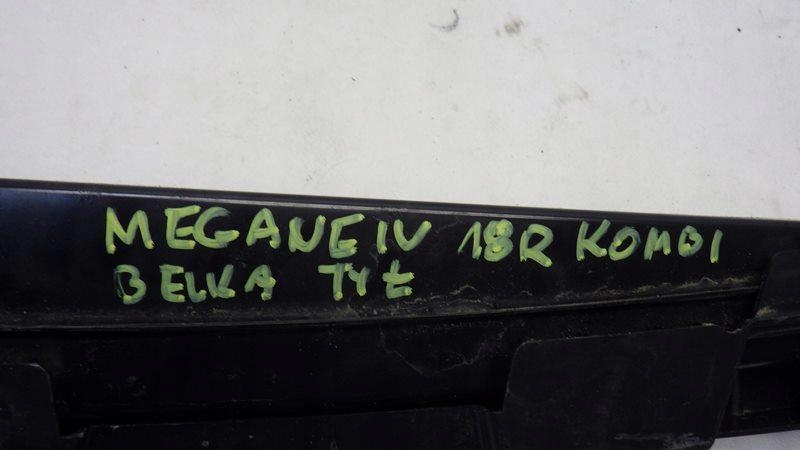 MEGANE IV 18R KOMBI
BELKA TYŁ